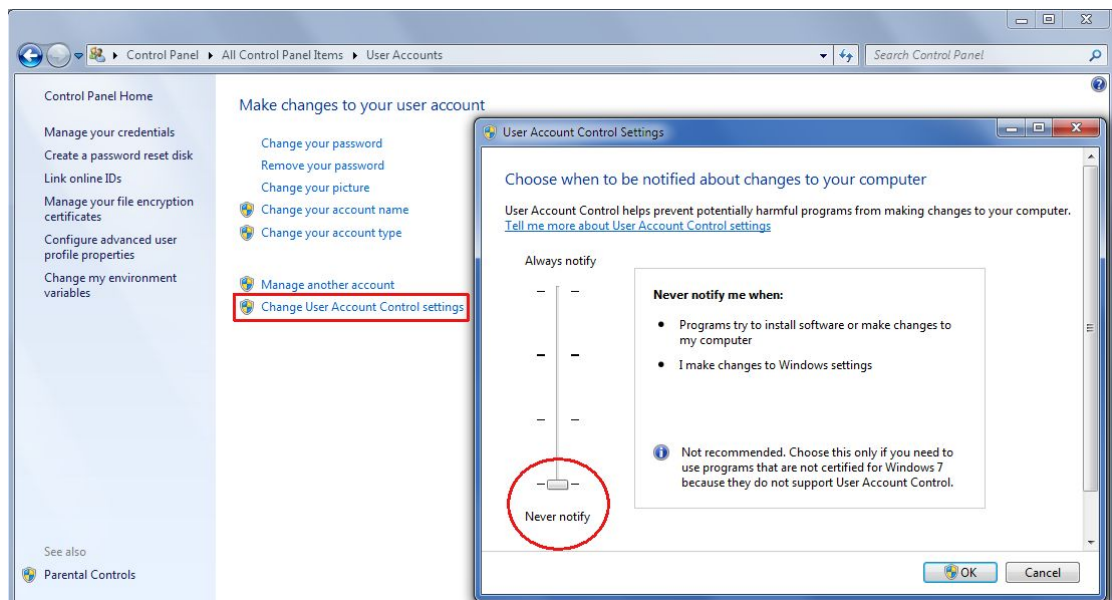 Control Panel ▸ All Control Panel Items ▸ User Accounts
Search Control Panel
Control Panel Home
Manage your credentials
Create a password reset disk
Link online IDs
Manage your file encryption
certificates
Configure advanced user
profile properties
Change my environment
variables
See also
Parental Controls
Make changes to your user account
Change your password
Remove your password
Change your picture
Change your account name
Change your account type
Manage another account
Change User Account Control settings
User Account Control Settings
Choose when to be notified about changes to your computer
User Account Control helps prevent potentially harmful programs from making changes to your computer.
Tell me more about User Account Control settings
Always notify
Never notify
Never notify me when:
• Programs try to install software or make changes to
my computer
• I make changes to Windows settings
Not recommended. Choose this only if you need to
use programs that are not certified for Windows 7
because they do not support User Account Control.
OK
Cancel